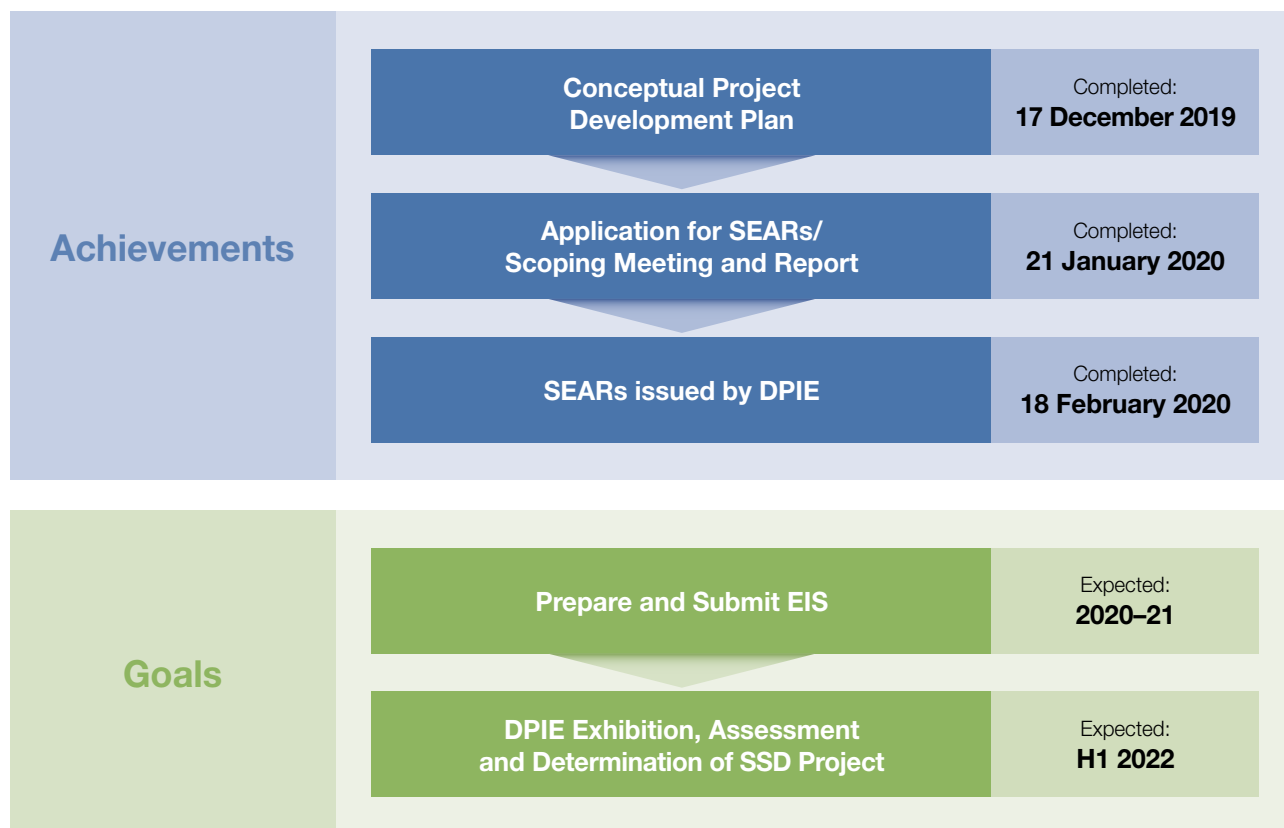 Achievements
Conceptual Project
Development Plan
Completed:
17 December 2019
Application for SEARs/
Scoping Meeting and Report
Completed:
21 January 2020
SEARs issued by DPIE
Completed:
18 February 2020
Goals
Prepare and Submit EIS
Expected:
2020–21
DPIE Exhibition, Assessment
and Determination of SSD Project
Expected:
H1 2022